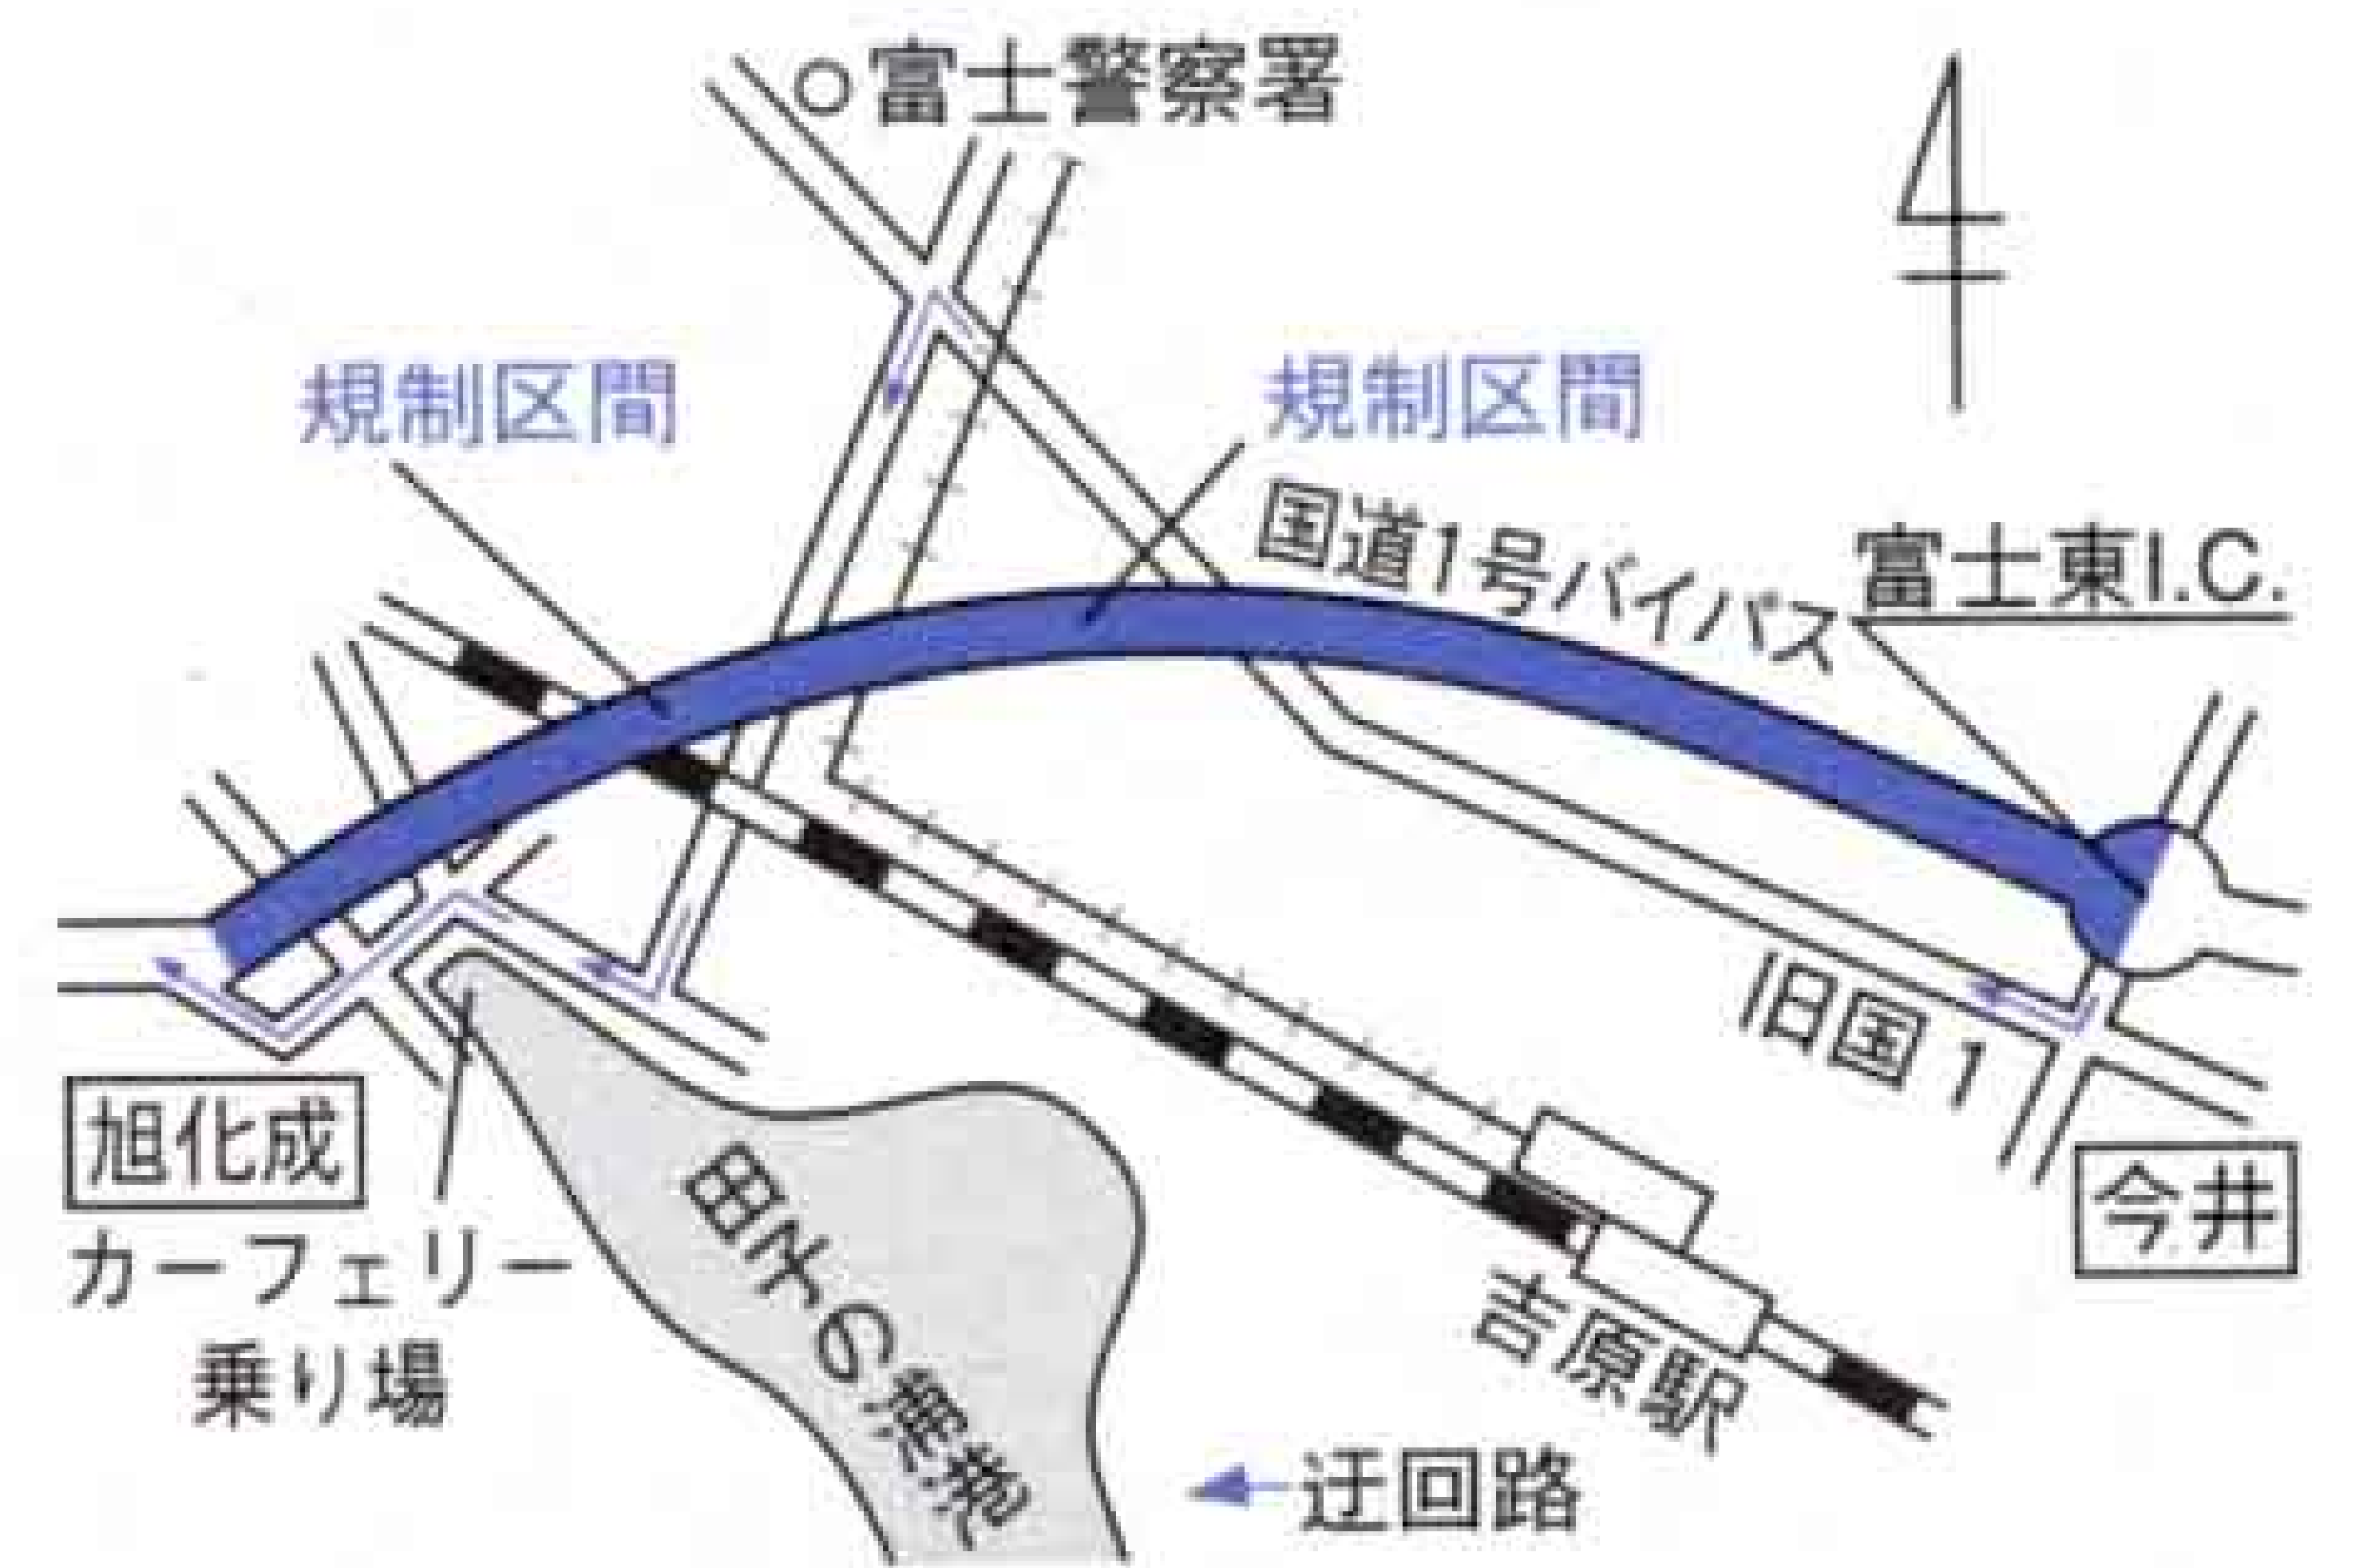 富士警察署
規制区間
規制区間
国道1号バイパス
富士東I.C.
旧国1
旭化成
今井
カーフェリー
乗り場
田子の浦港
吉原駅
迂回路